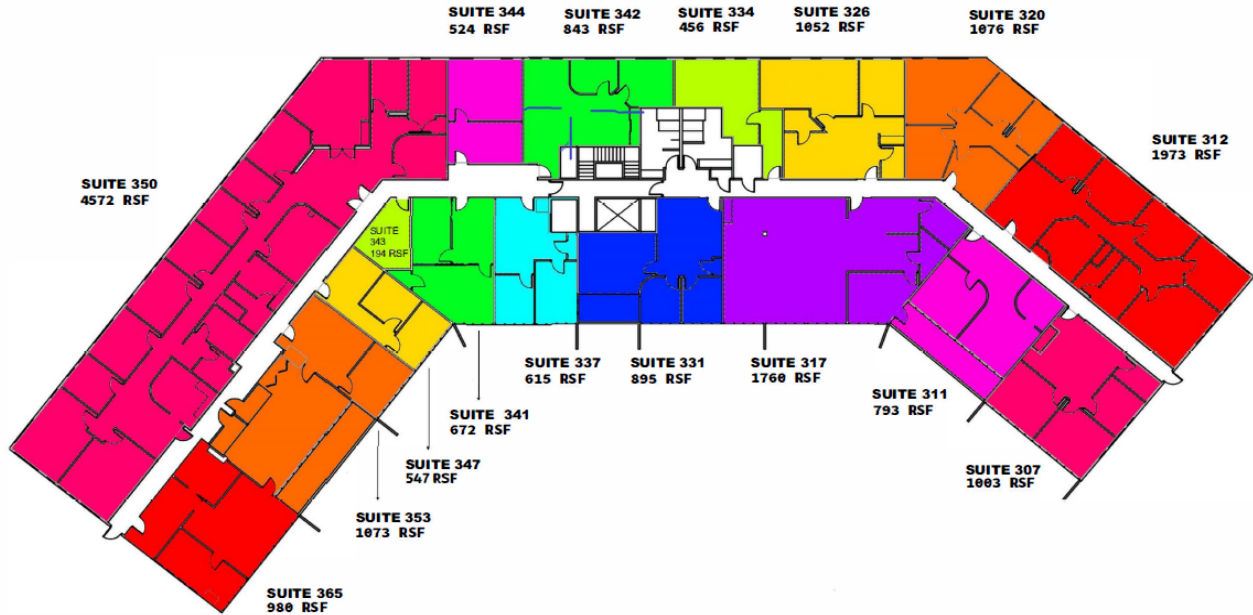 SUITE 344
524 RSF
SUITE 342
843 RSF
SUITE 334
456 RSF
SUITE 326
1052 RSF
SUITE 320
1076 RSF
SUITE 312
1973 RSF
SUITE 350
4572 RSF
SUITE
343
194 RSF
SUITE 337
615 RSF
SUITE 331
895 RSF
SUITE 317
1760 RSF
SUITE 311
793 RSF
SUITE 341
672 RSF
SUITE 347
547 RSF
SUITE 307
1003 RSF
SUITE 353
1073 RSF
SUITE 365
980 RSF